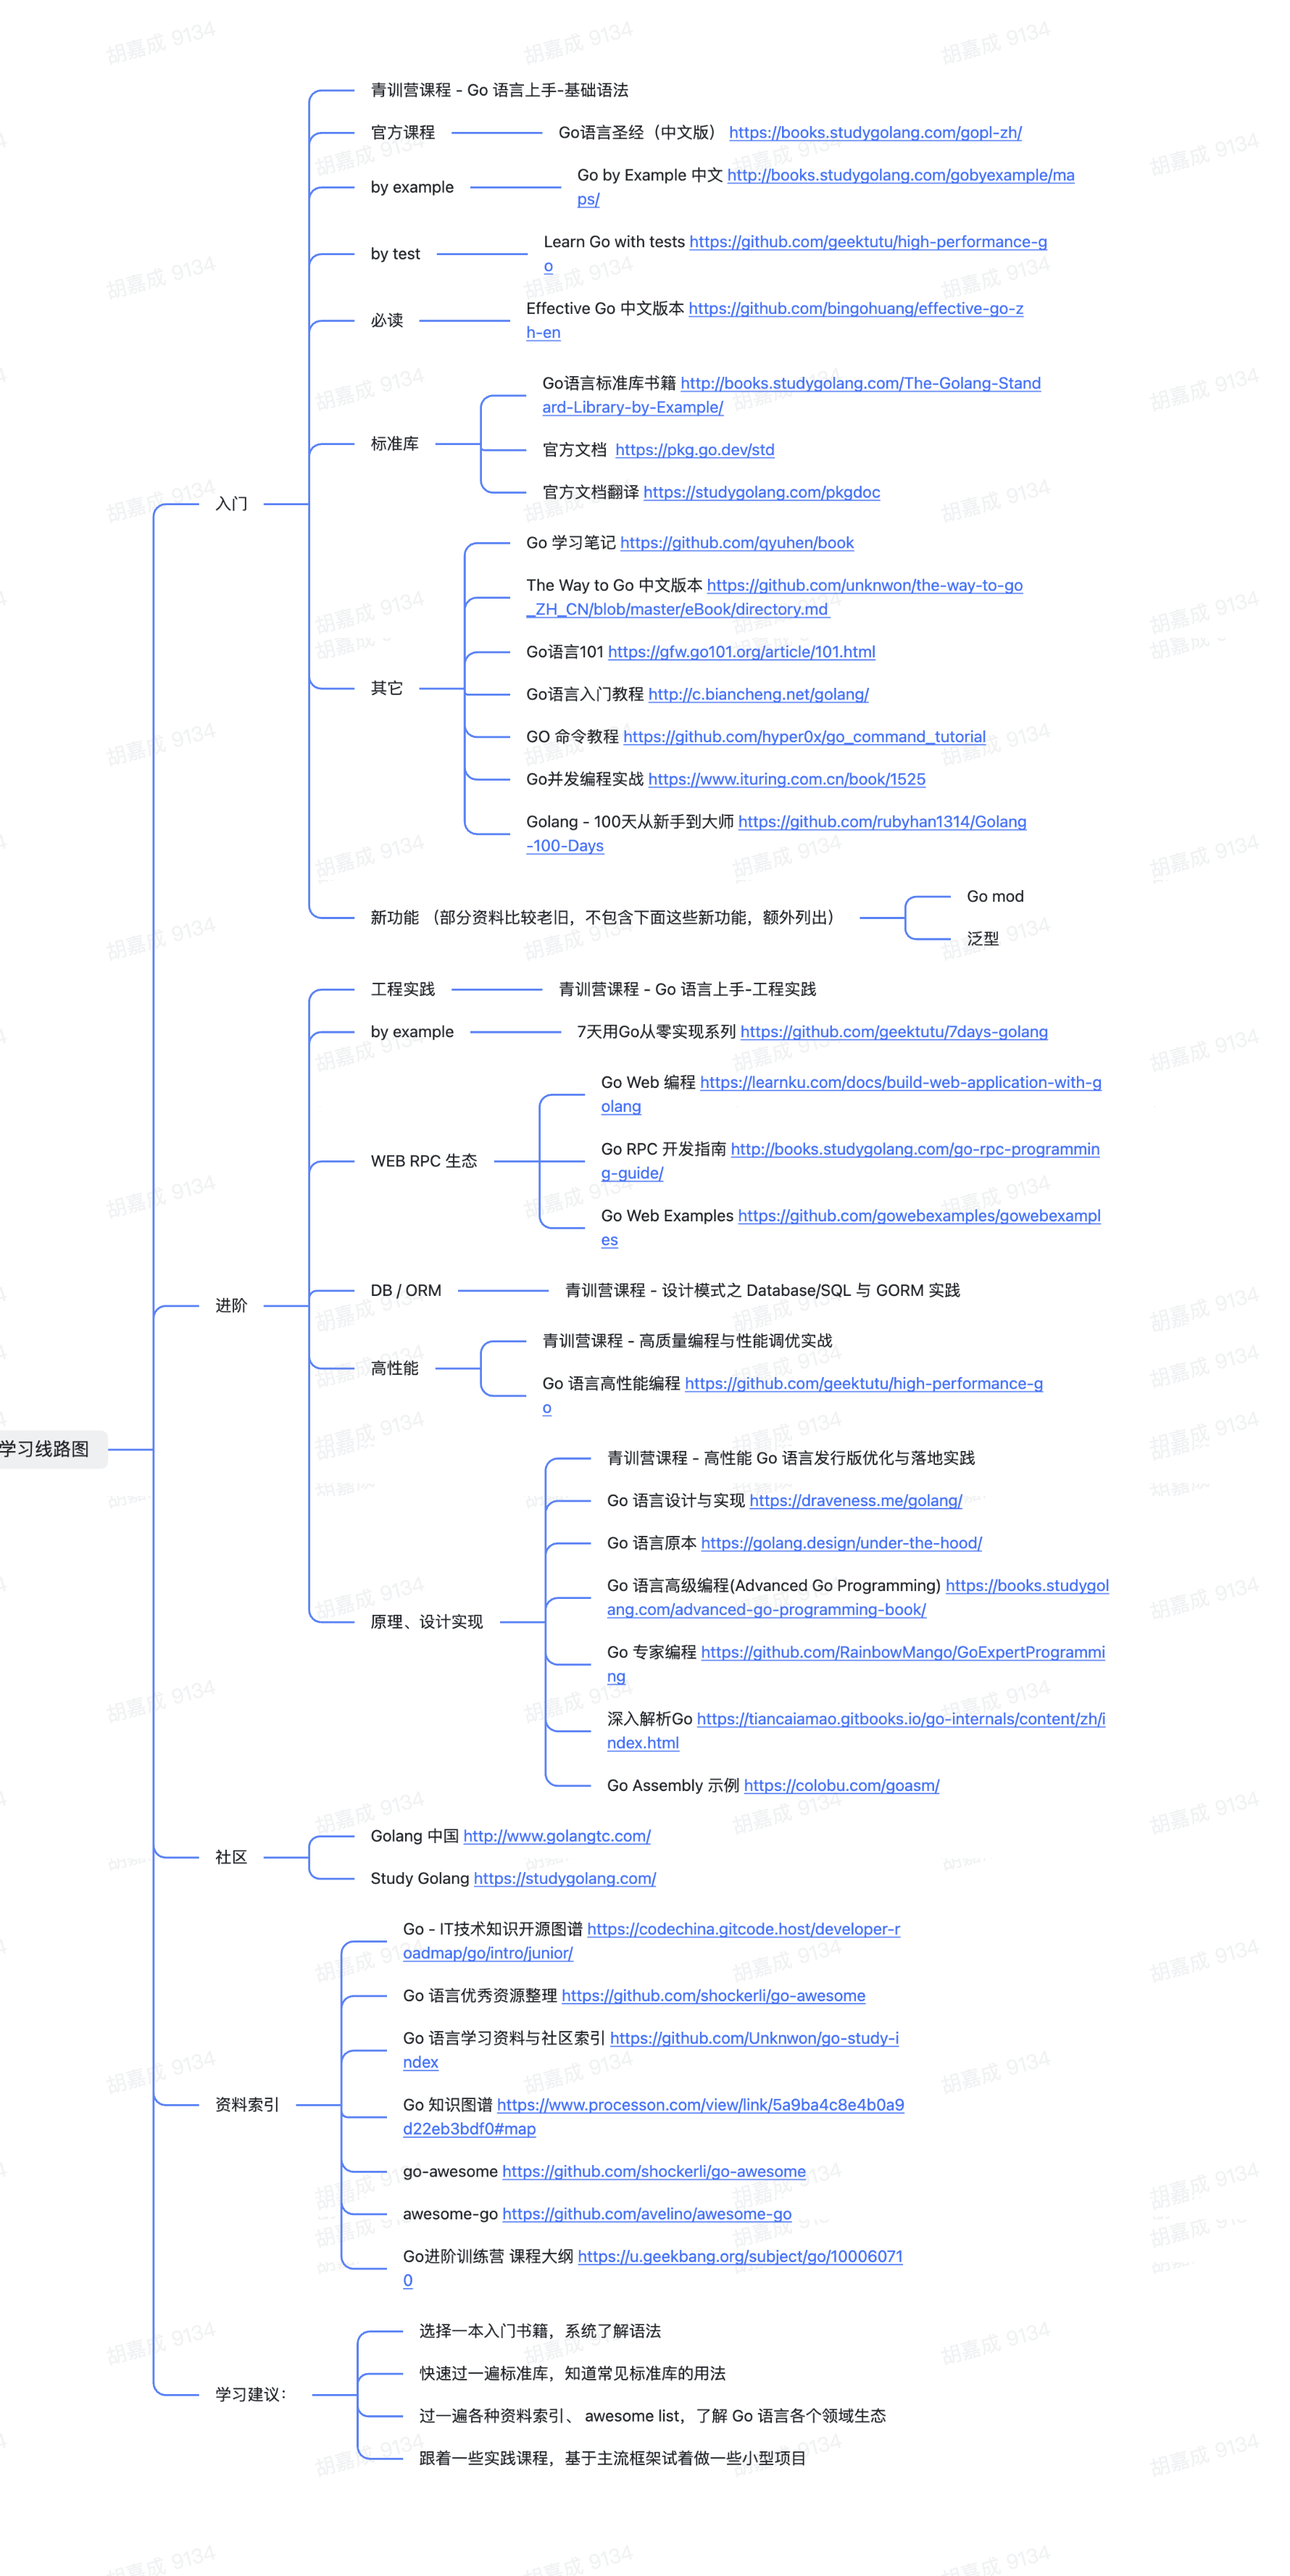 青训营课程 - Go 语言上手-基础语法
官方课程
Go语言圣经（中文版） https://books.studygolang.com/gopl-zh/
by example
Go by Example 中文 http://books.studygolang.com/gobyexample/ma
ps/
by test
Learn Go with tests https://github.com/geektutu/high-performance-g
o
必读
Effective Go 中文版本 https://github.com/bingohuang/effective-go-z
h-en
标准库
Go语言标准库书籍 http://books.studygolang.com/The-Golang-Stand
ard-Library-by-Example/
官方文档 https://pkg.go.dev/std
官方文档翻译 https://studygolang.com/pkgdoc
入门
其它
Go 学习笔记 https://github.com/qyuhen/book
The Way to Go 中文版本 https://github.com/unknwon/the-way-to-go
_ZH_CN/blob/master/eBook/directory.md
Go语言101 https://gfw.go101.org/article/101.html
Go语言入门教程 http://c.biancheng.net/golang/
GO 命令教程 https://github.com/hyper0x/go_command_tutorial
Go并发编程实战 https://www.ituring.com.cn/book/1525
Golang - 100天从新手到大师 https://github.com/rubyhan1314/Golang
-100-Days
新功能 （部分资料比较老旧，不包含下面这些新功能，额外列出）
Go mod
泛型
工程实践
青训营课程 - Go 语言上手-工程实践
by example
7天用Go从零实现系列 https://github.com/geektutu/7days-golang
WEB RPC 生态
Go Web 编程 https://learnku.com/docs/build-web-application-with-g
olang
Go RPC 开发指南 http://books.studygolang.com/go-rpc-programmin
g-guide/
Go Web Examples https://github.com/gowebexamples/gowebexampl
es
进阶
DB / ORM
青训营课程 - 设计模式之 Database/SQL 与 GORM 实践
高性能
青训营课程 - 高质量编程与性能调优实战
Go 语言高性能编程 https://github.com/geektutu/high-performance-g
o
学习线路图
原理、设计实现
青训营课程 - 高性能 Go 语言发行版优化与落地实践
Go 语言设计与实现 https://draveness.me/golang/
Go 语言原本 https://golang.design/under-the-hood/
Go 语言高级编程(Advanced Go Programming) https://books.studygol
ang.com/advanced-go-programming-book/
Go 专家编程 https://github.com/RainbowMango/GoExpertProgrammi
ng
深入解析Go https://tiancaiamao.gitbooks.io/go-internals/content/zh/i
ndex.html
Go Assembly 示例 https://colobu.com/goasm/
社区
Golang 中国 http://www.golangtc.com/
Study Golang https://studygolang.com/
资料索引
Go - IT技术知识开源图谱 https://codechina.gitcode.host/developer-r
oadmap/go/intro/junior/
Go 语言优秀资源整理 https://github.com/shockerli/go-awesome
Go 语言学习资料与社区索引 https://github.com/Unknwon/go-study-i
ndex
Go 知识图谱 https://www.processon.com/view/link/5a9ba4c8e4b0a9
d22eb3bdf0#map
go-awesome https://github.com/shockerli/go-awesome
awesome-go https://github.com/avelino/awesome-go
Go进阶训练营 课程大纲 https://u.geekbang.org/subject/go/10006071
0
学习建议：
选择一本入门书籍，系统了解语法
快速过一遍标准库，知道常见标准库的用法
过一遍各种资料索引、 awesome list，了解 Go 语言各个领域生态
跟着一些实践课程，基于主流框架试着做一些小型项目
胡嘉成 9134